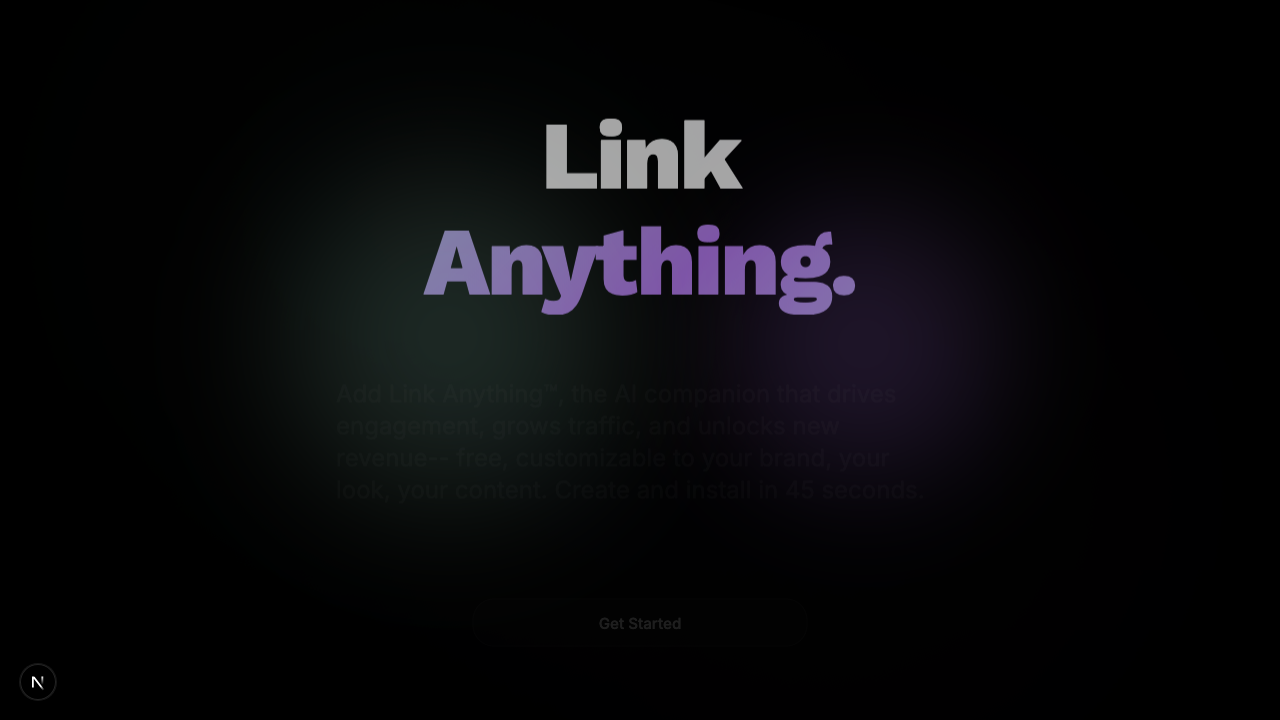 Link
Anything.
Add Link Anything™, the AI companion that drives
engagement, grows traffic, and unlocks new
revenue-- free, customizable to your brand, your
look, your content. Create and install in 45 seconds.
Get Started
N